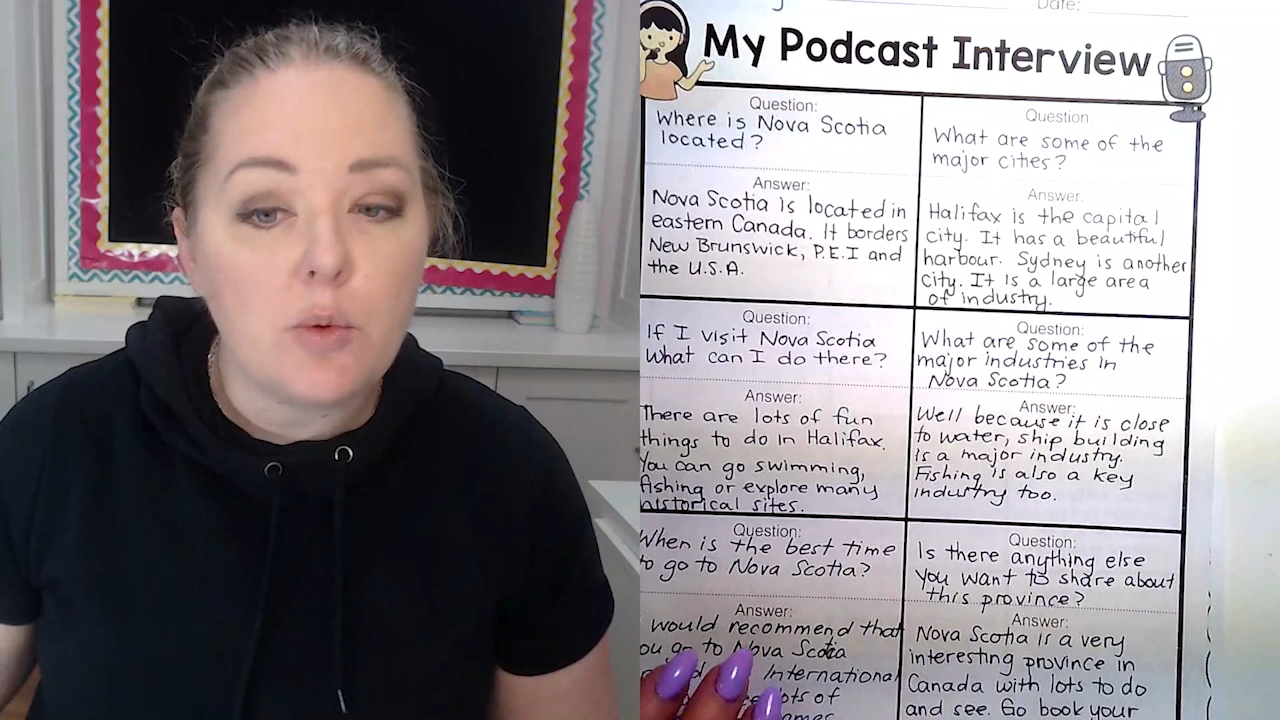 Date:
My Podcast Interview
Question:
Where is Nova Scotia
located?
Answer:
Nova Scotia is located in
eastern Canada. It borders
New Brunswick, P.E.I and
the U.S.A.
Question:
What are some of the
major cities?
Answer:
Halifax is the capital
city. It has a beautiful
harbour. Sydney is another
city. It is a large area
of industry.
Question:
If I visit Nova Scotia
what can I do there?
Answer:
There are lots of fun
things to do in Halifax.
You can go swimming,
fishing or explore many
historical sites.
Question:
What are some of the
major industries in
Nova Scotia?
Answer:
Well because it is close
to water, ship building
is a major industry.
Fishing is also a key
industry too.
Question:
When is the best time
to go to Nova Scotia?
Answer:
would recommend that
you go to Nova Scotia
International
lots of
Question:
Is there anything else
you want to share about
this province?
Answer:
Nova Scotia is a very
interesting province in
Canada with lots to do
and see. Go book your